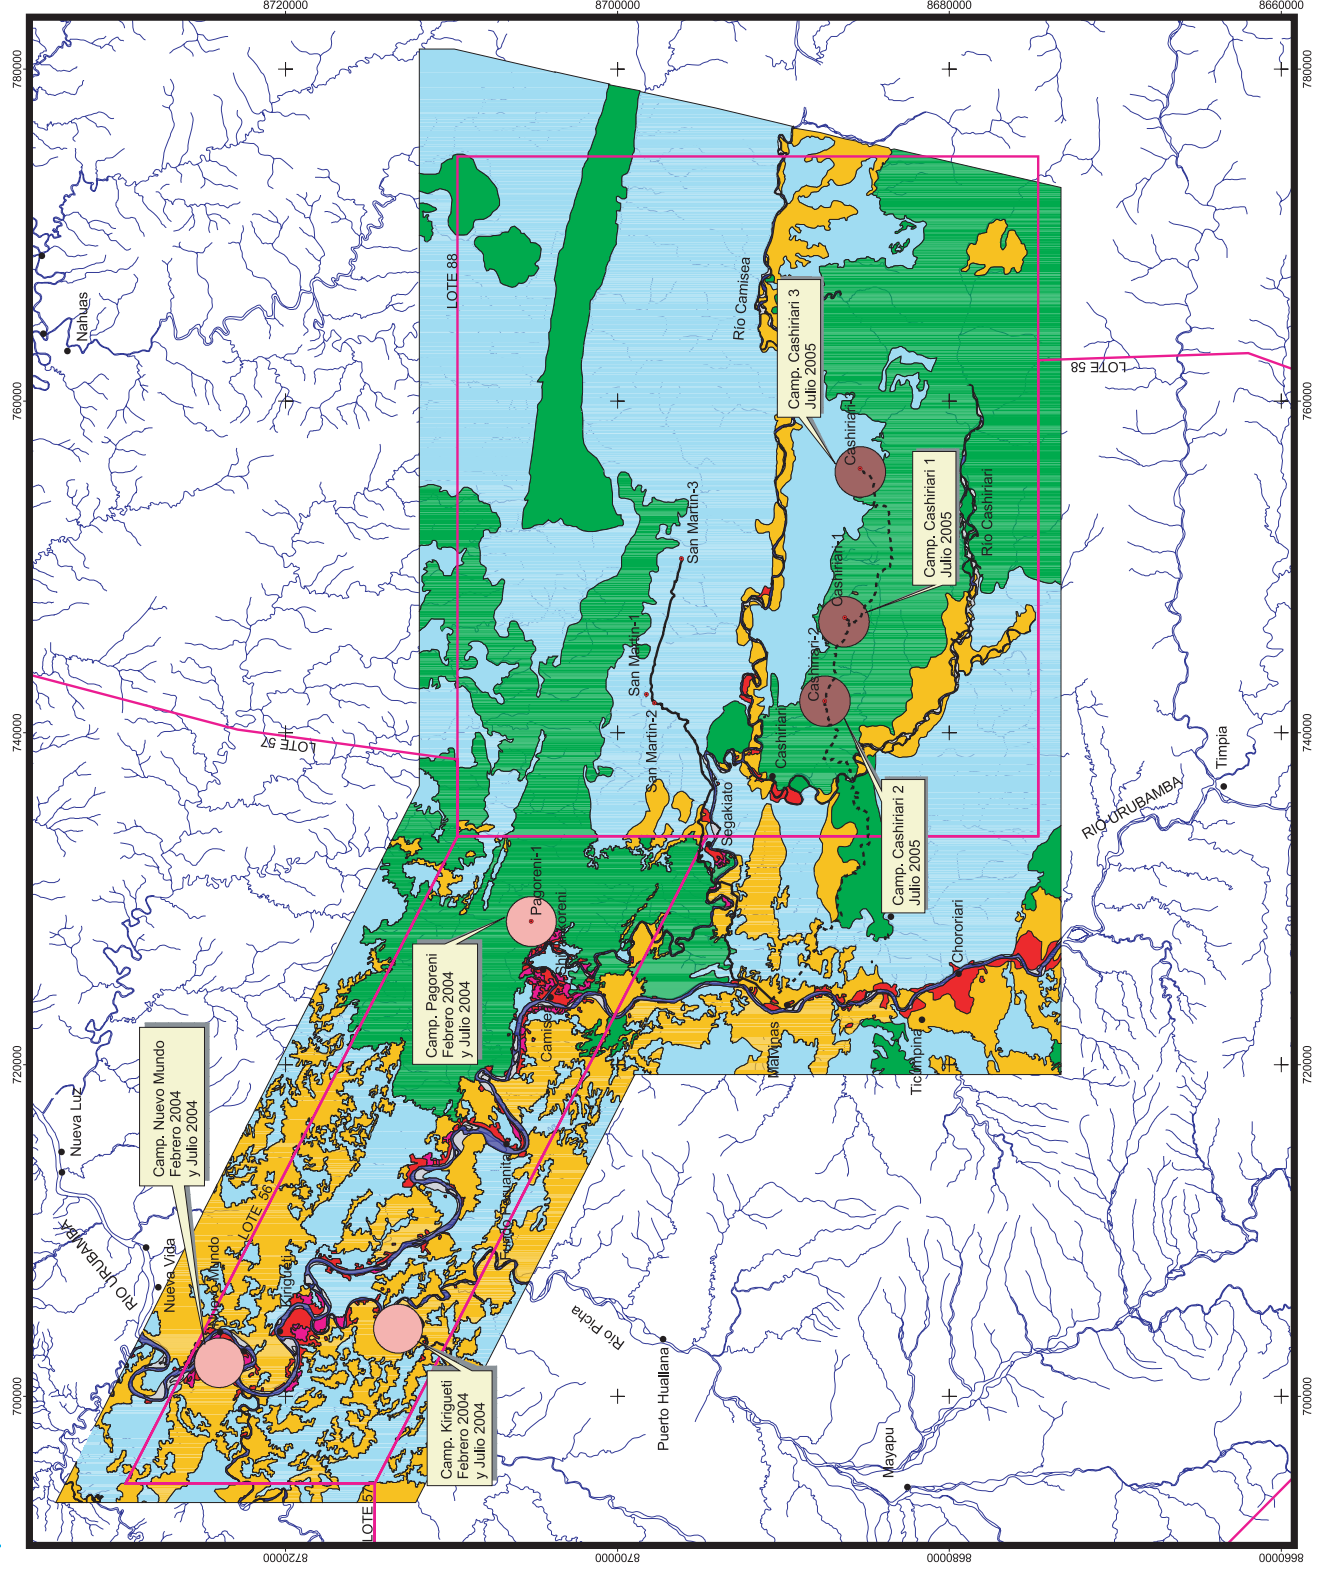 8720000
8700000
8680000
8660000
780000
760000
740000
720000
700000
780000
760000
740000
720000
700000
8720000
8700000
8680000
8660000
Nahuas
LOTE 88
Río Camisea
Camp. Cashiriari 3
Julio 2005
LOTE 58
Cashiriari-3
Camp. Cashiriari 1
Julio 2005
Río Cashiriari
San Martin-3
Cashiriari-1
San Martin-1
Cashiriari-2
San Martin-2
Cashiriari
LOTE 57
Timpia
RIO URUBAMBA
Segakiato
Camp. Cashiriari 2
Julio 2005
Pagoreni-1
Chororiari
Camp. Pagoreni
Febrero 2004
y Julio 2004
Malvinas
Ticumpina
Nueva Luz
Camp. Nuevo Mundo
Febrero 2004
y Julio 2004
LOTE 56
RIO URUBAMBA
Nueva Vida
Río Picha
Puerto Huallana
Camp. Kirigueti
Febrero 2004
y Julio 2004
Mayapu
LOTE 57